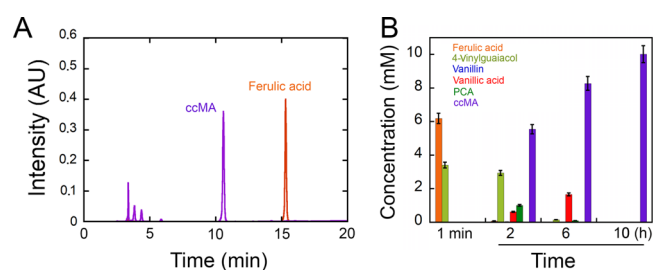 A
Intensity (AU)
0.6
0.5
0.4
0.3
0.2
0.1
0
ccMA
Ferulic acid
0
5
10
15
20
Time (min)
B
Concentration (mM)
10
8
6
4
2
0
Ferulic acid
4-Vinylguaiacol
Vanillin
Vanillic acid
PCA
ccMA
1 min
2
6
10 (h)
Time